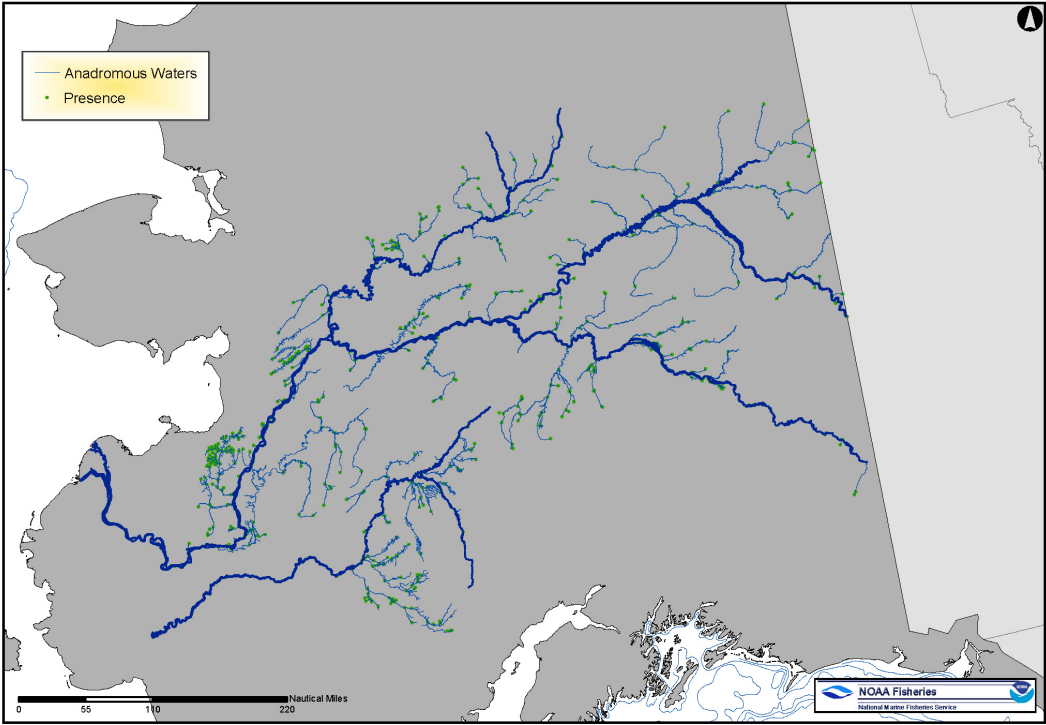 Anadromous Waters
Presence
Nautical Miles
0 55 110 220
NOAA Fisheries
National Marine Fisheries Service